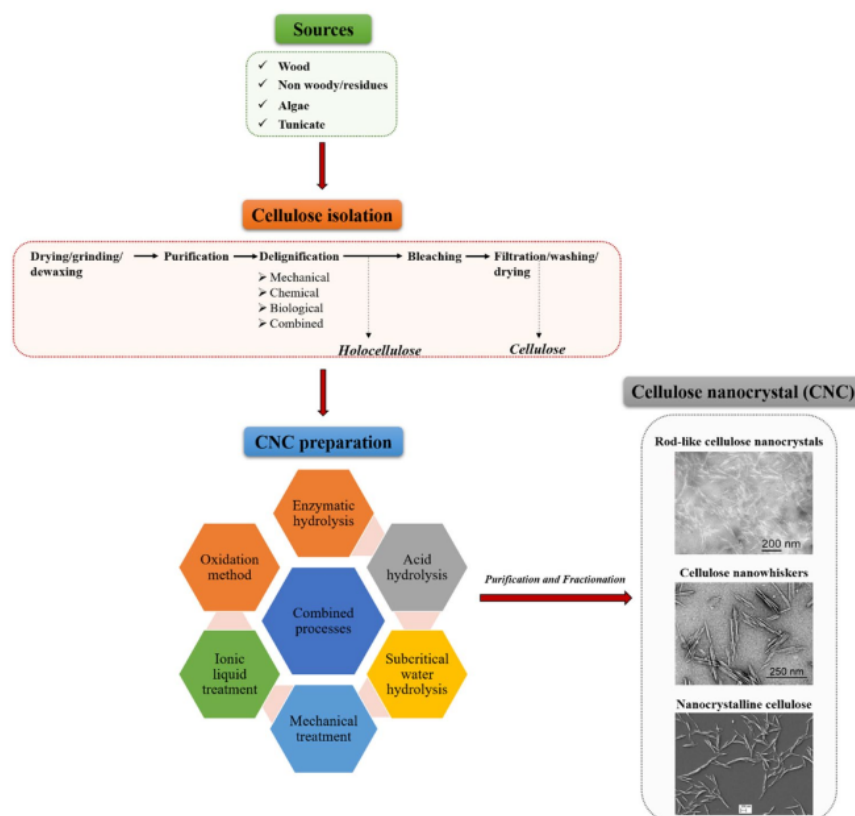 Sources
✓ Wood
✓ Non woody/residues
✓ Algae
✓ Tunicate
Cellulose isolation
Drying/grinding/
dewaxing
Purification
Delignification
➢ Mechanical
➢ Chemical
➢ Biological
➢ Combined
Bleaching
Filtration/washing/
drying
Holocellulose
Cellulose
CNC preparation
Enzymatic
hydrolysis
Oxidation
method
Acid
hydrolysis
Combined
processes
Ionic
liquid
treatment
Subcritical
water
hydrolysis
Mechanical
treatment
Purification and Fractionation
Cellulose nanocrystal (CNC)
Rod-like cellulose nanocrystals
200 nm
Cellulose nanowhiskers
250 nm
Nanocrystalline cellulose